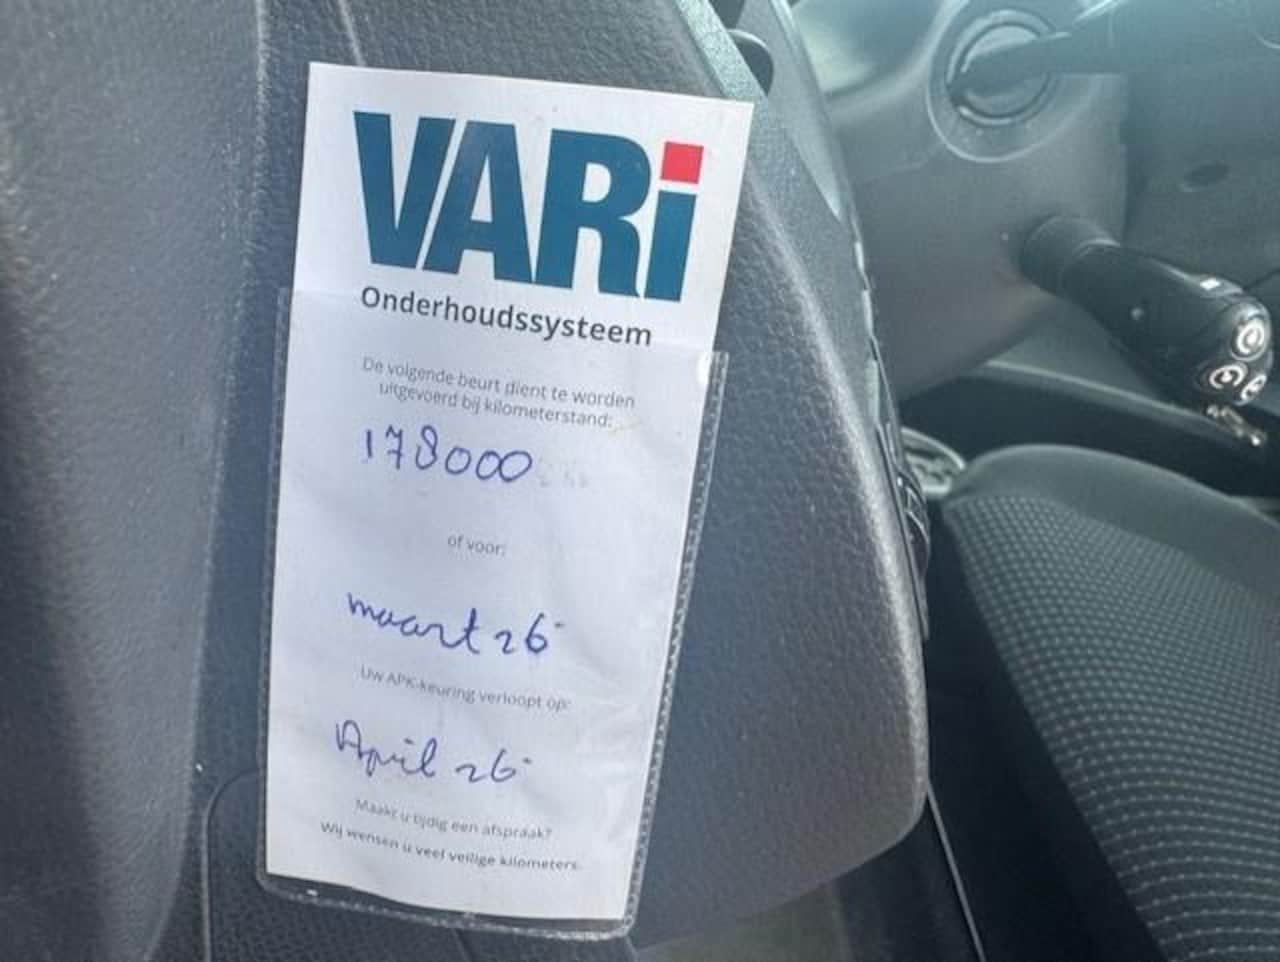 VARi
Onderhoudssysteem
De volgende beurt dient te worden
uitgevoerd bij kilometerstand:
178000
of voor:
maart 26
Uw APK-keuring verloopt op:
April 26
Maakt u tijdig een afspraak?
Wij wensen u veel veilige kilometers.